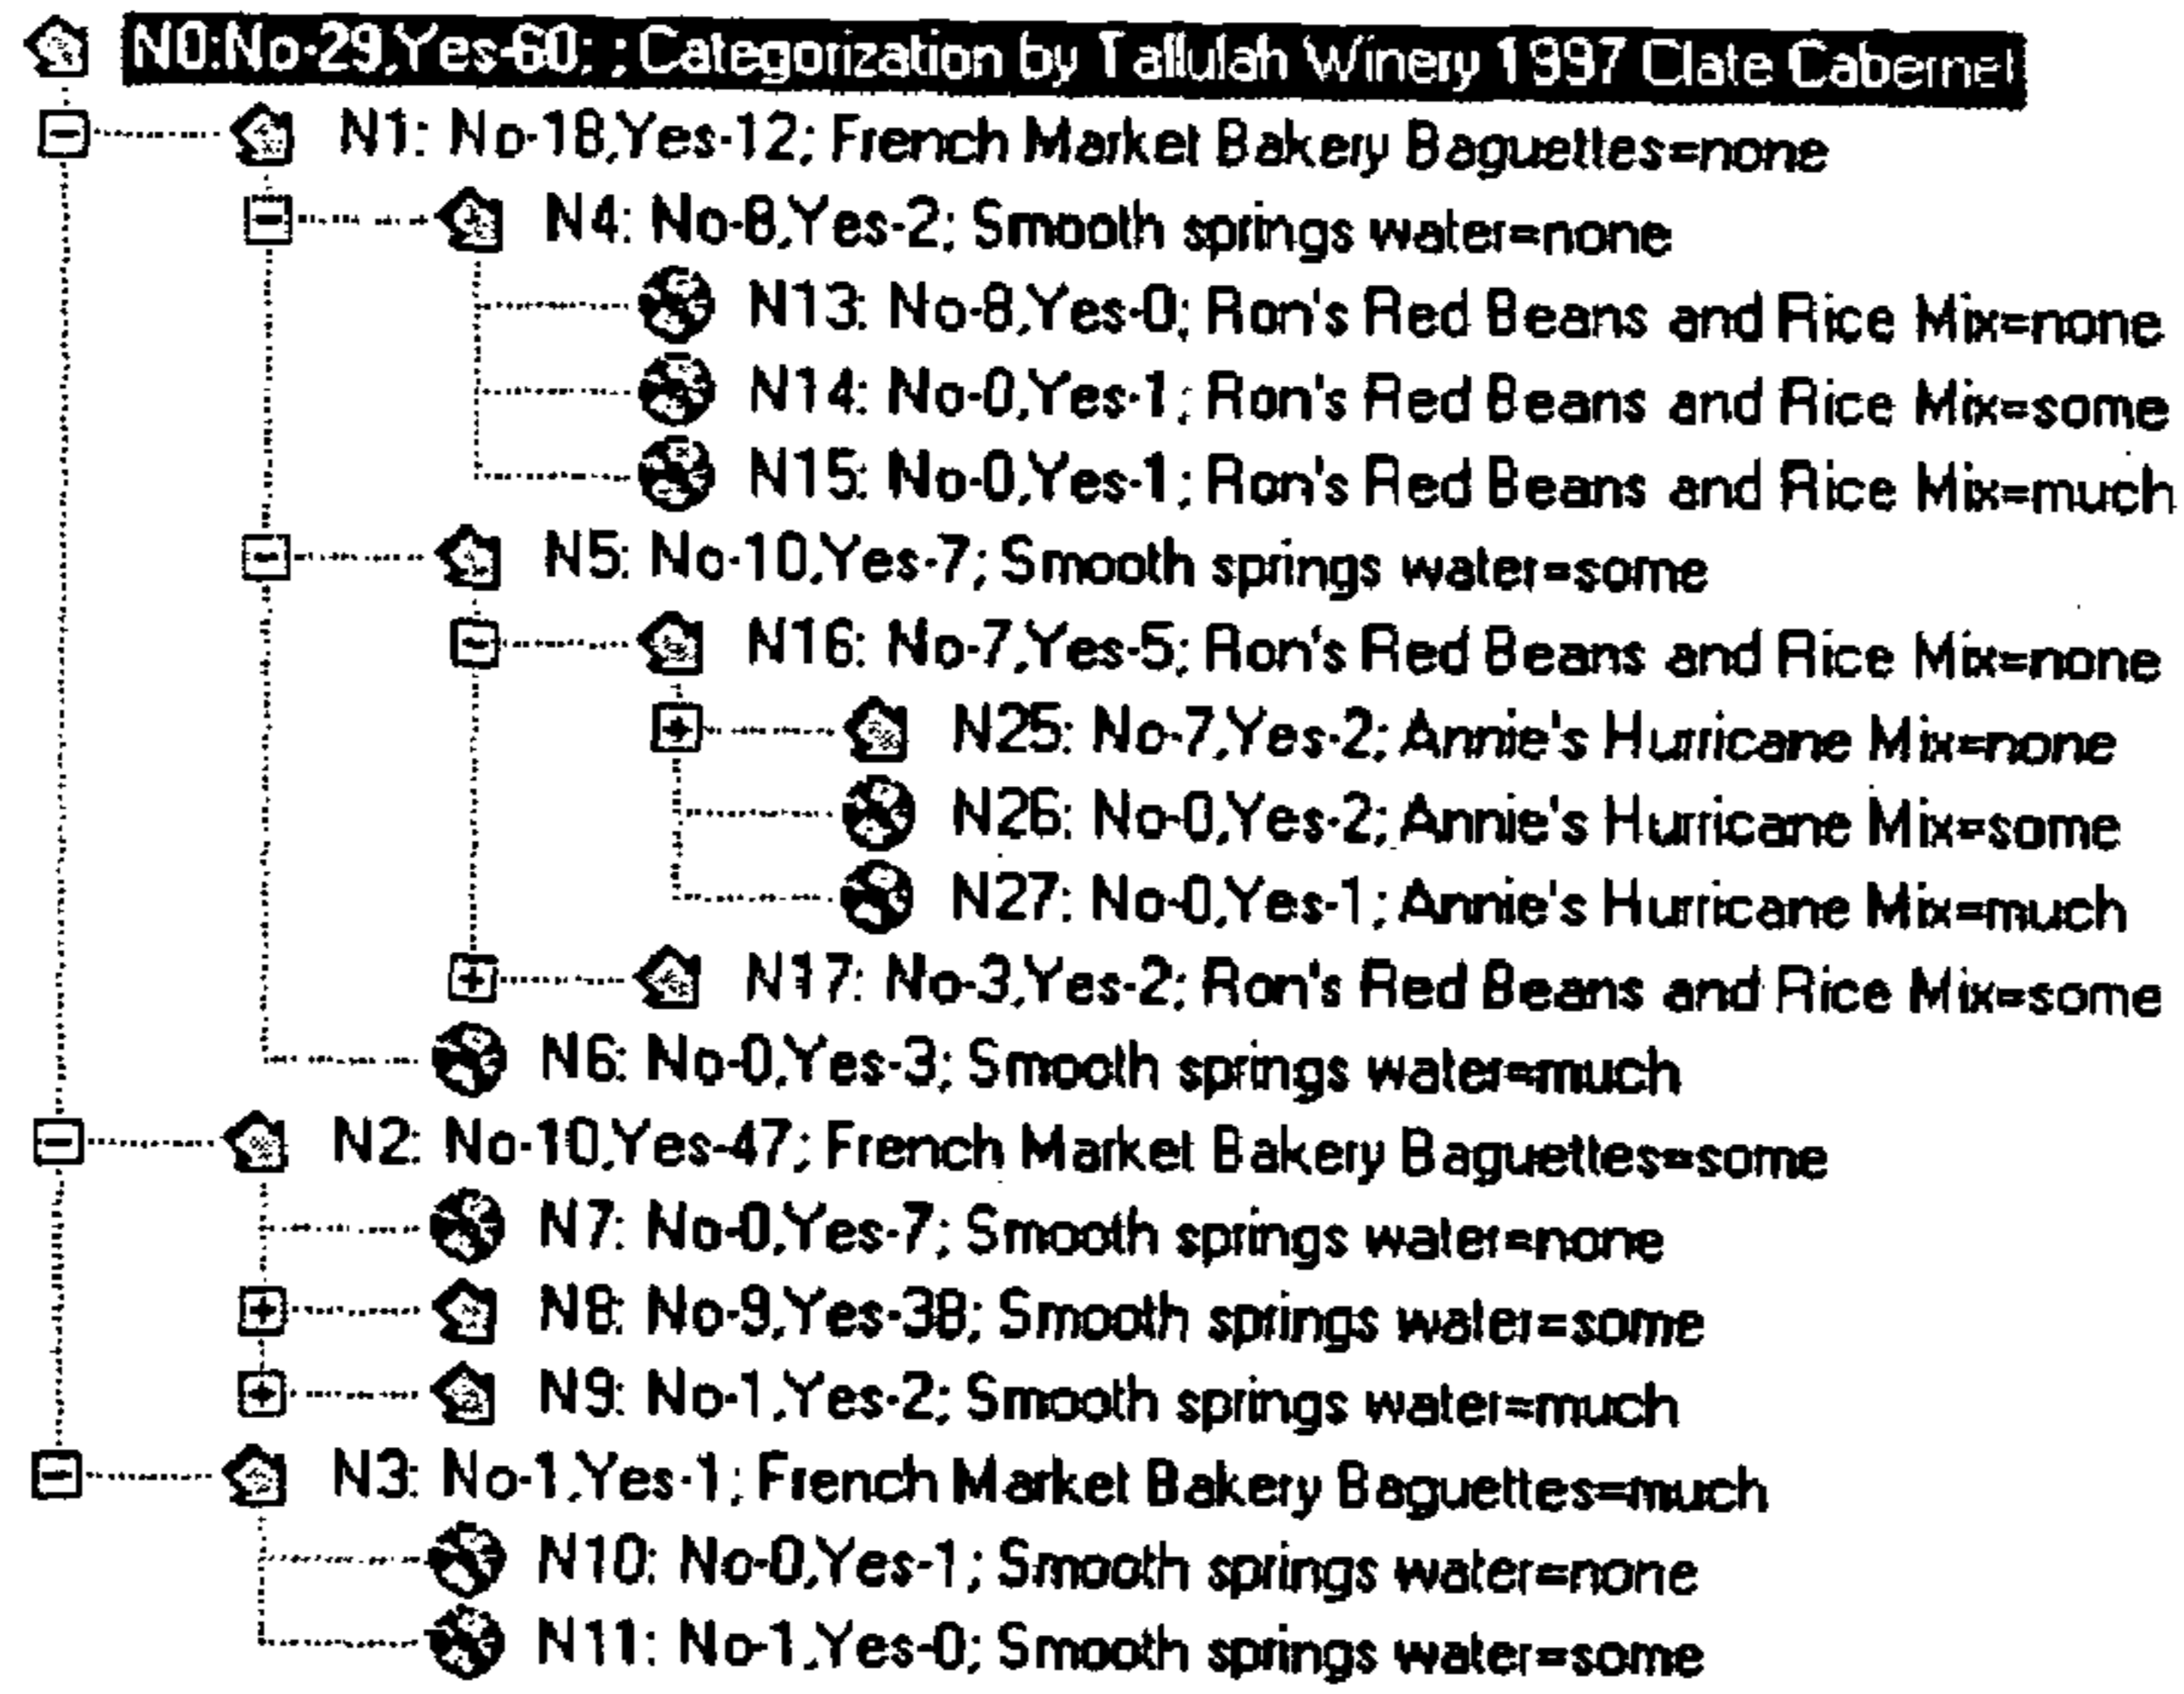 N0:No-29,Yes-60; ;Categorization by Tallulah Winery 1997 Clate Cabernet
N1: No-18,Yes-12; French Market Bakery Baguettes=none
N4: No-8,Yes-2; Smooth springs water=none
N13: No-8,Yes-0; Ron's Red Beans and Rice Mix=none
N14: No-0,Yes-1; Ron's Red Beans and Rice Mix=some
N15: No-0,Yes-1; Ron's Red Beans and Rice Mix=much
N5: No-10,Yes-7; Smooth springs water=some
N16: No-7,Yes-5; Ron's Red Beans and Rice Mix=none
N25: No-7,Yes-2; Annie's Hurricane Mix=none
N26: No-0,Yes-2; Annie's Hurricane Mix=some
N27: No-0,Yes-1; Annie's Hurricane Mix=much
N17: No-3,Yes-2; Ron's Red Beans and Rice Mix=some
N6: No-0,Yes-3; Smooth springs water=much
N2: No-10,Yes-47; French Market Bakery Baguettes=some
N7: No-0,Yes-7; Smooth springs water=none
N8: No-9,Yes-38; Smooth springs water=some
N9: No-1,Yes-2; Smooth springs water=much
N3: No-1,Yes-1; French Market Bakery Baguettes=much
N10: No-0,Yes-1; Smooth springs water=none
N11: No-1,Yes-0; Smooth springs water=some